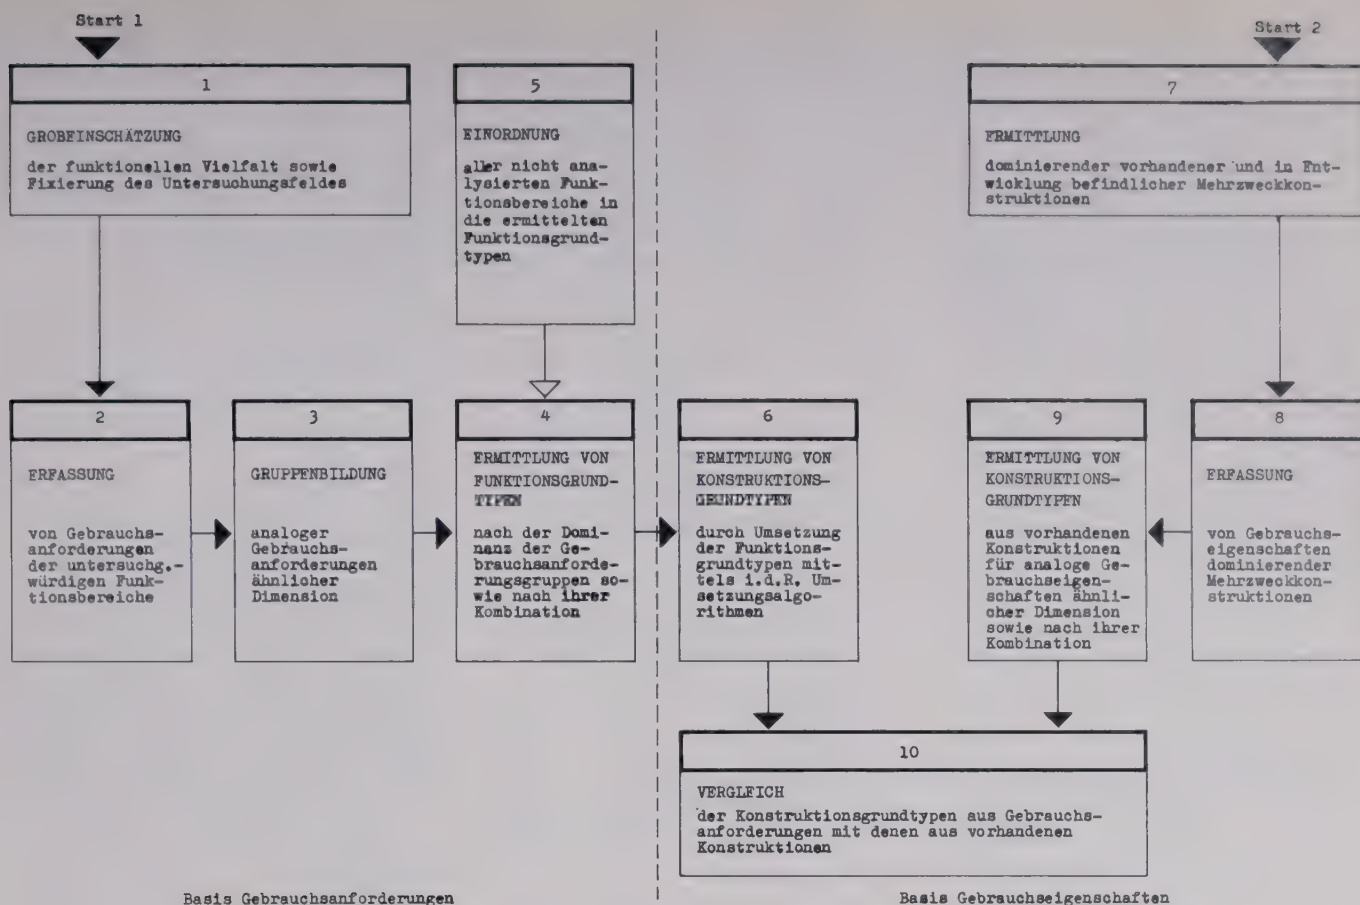 Start 1
1
GROBEINSCHÄTZUNG
der funktionellen Vielfalt sowie
Fixierung des Untersuchungsfeldes
5
EINORDNUNG
aller nicht ana-
lysierten Funk-
tionsbereiche in
die ermittelten
Funktionsgrund-
typen
Start 2
7
ERMITTLUNG
dominierender vorhandener und in Ent-
wicklung befindlicher Mehrzweckkon-
struktionen
2
ERFASSUNG
von Gebrauchs-
anforderungen
der untersuchg.-
würdigen Funk-
tionsbereiche
3
GRUPPENBILDUNG
analoger
Gebrauchs-
anforderungen
ähnlicher
Dimension
4
ERMITTLUNG VON
FUNKTIONSGRUND-
TYPEN
nach der Domi-
nanz der Ge-
brauchsanforde-
rungsgruppen so-
wie nach ihrer
Kombination
6
ERMITTLUNG VON
KONSTRUKTIONS-
GRUNDTYPEN
durch Umsetzung
der Funktions-
grundtypen mit-
tels i.d.R. Um-
setzungsalgo-
rithmen
9
ERMITTLUNG VON
KONSTRUKTIONS-
GRUNDTYPEN
aus vorhandenen
Konstruktionen
für analoge Ge-
brauchseigen-
schaften ähnli-
cher Dimension
sowie nach ihrer
Kombination
8
ERFASSUNG
von Gebrauchs-
eigenschaften
dominierender
Mehrzweckkon-
struktionen
10
VERGLEICH
der Konstruktionsgrundtypen aus Gebrauchs-
anforderungen mit denen aus vorhandenen
Konstruktionen
Basis Gebrauchsanforderungen
Basis Gebrauchseigenschaften